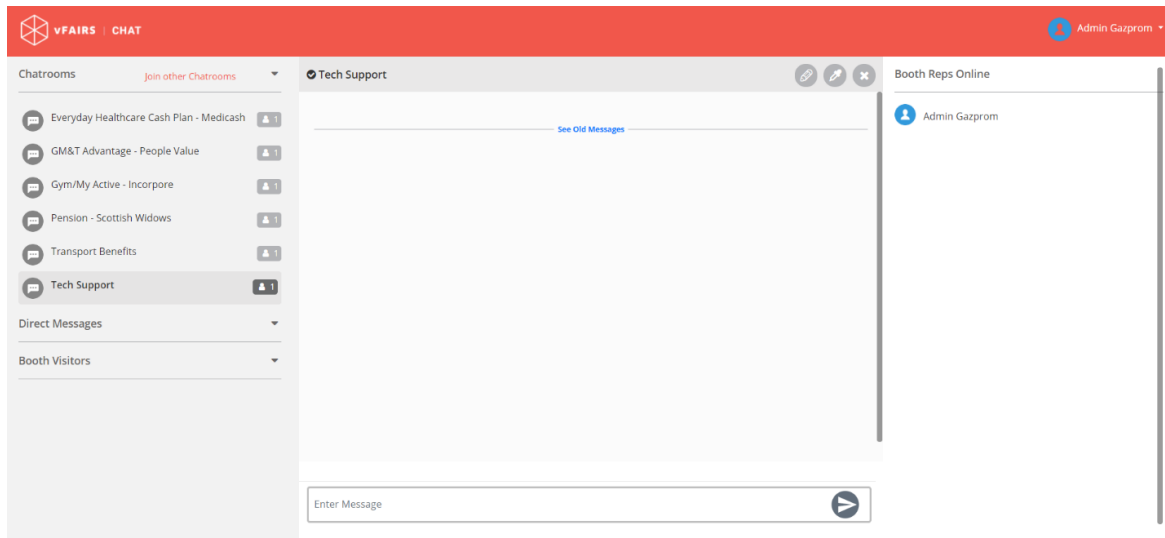 vFAIRS | CHAT
Admin Gazprom
Chatrooms
Join other Chatrooms
Everyday Healthcare Cash Plan - Medicash
1
GM&T Advantage - People Value
1
Gym/My Active - Incorpore
1
Pension - Scottish Widows
1
Transport Benefits
1
Tech Support
1
Direct Messages
Booth Visitors
Tech Support
See Old Messages
Enter Message
Booth Reps Online
Admin Gazprom